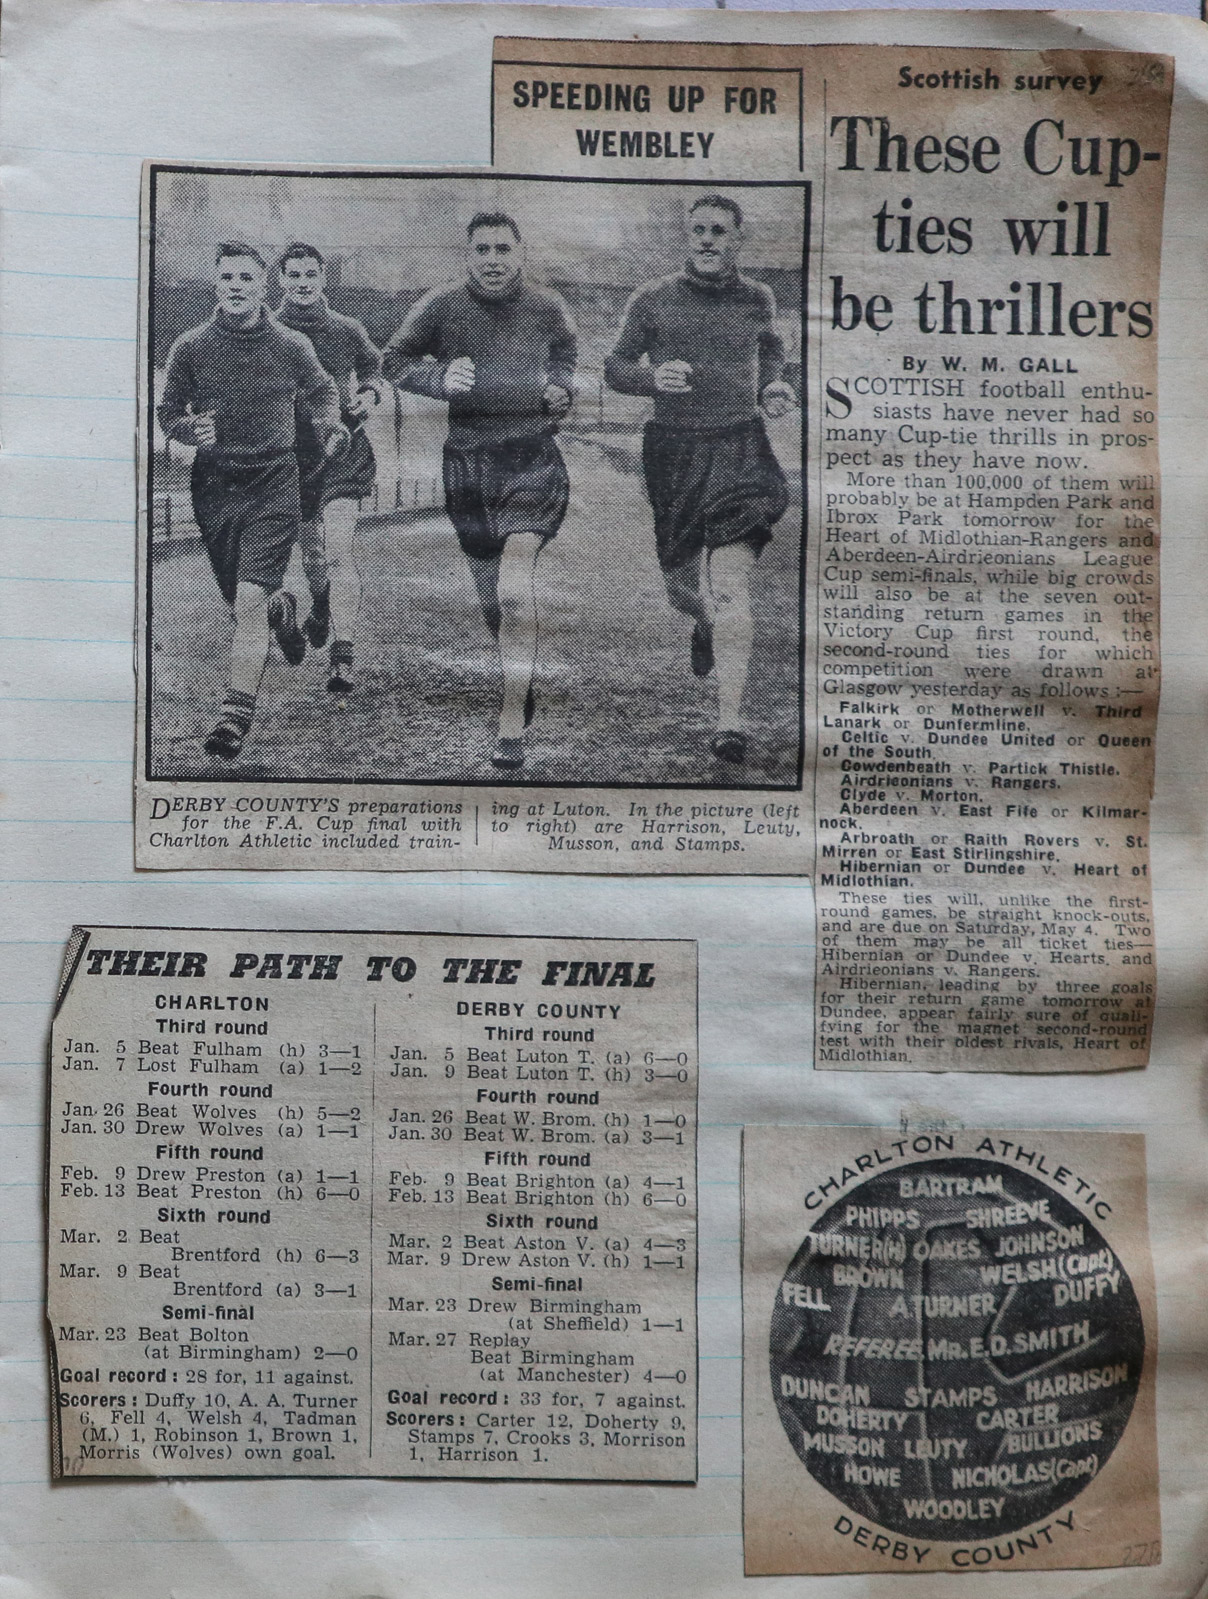 SPEEDING UP FOR
WEMBLEY
DERBY COUNTY'S preparations
for the F.A. Cup final with
Charlton Athletic included train-
ing at Luton. In the picture (left
to right) are Harrison, Leuty,
Musson, and Stamps.
Scottish survey
These Cup-
ties will
be thrillers
By W. M. GALL
SCOTTISH football enthu-
siasts have never had so
many Cup-tie thrills in pros-
pect as they have now.
More than 100,000 of them will
probably be at Hampden Park and
Ibrox Park tomorrow for the
Heart of Midlothian-Rangers and
Aberdeen-Airdrieonians League
Cup semi-finals, while big crowds
will also be at the seven out-
standing return games in the
Victory Cup first round, the
second-round ties for which
competition were drawn at
Glasgow yesterday as follows :—
Falkirk or Motherwell v. Third
Lanark or Dunfermline.
Celtic v. Dundee United or Queen
of the South.
Cowdenbeath v. Partick Thistle.
Airdrieonians v. Rangers.
Clyde v. Morton.
Aberdeen v. East Fife or Kilmar-
nock.
Arbroath or Raith Rovers v. St.
Mirren or East Stirlingshire.
Hibernian or Dundee v. Heart of
Midlothian.
These ties will, unlike the first-
round games, be straight knock-outs,
and are due on Saturday, May 4. Two
of them may be all ticket ties—
Hibernian or Dundee v. Hearts, and
Airdrieonians v. Rangers.
Hibernian, leading by three goals
for their return game tomorrow at
Dundee, appear fairly sure of quali-
fying for the magnet second-round
test with their oldest rivals, Heart of
Midlothian.
THEIR PATH TO THE FINAL
CHARLTON
Third round
Jan. 5 Beat Fulham (h) 3—1
Jan. 7 Lost Fulham (a) 1—2
Fourth round
Jan. 26 Beat Wolves (h) 5—2
Jan. 30 Drew Wolves (a) 1—1
Fifth round
Feb. 9 Drew Preston (a) 1—1
Feb. 13 Beat Preston (h) 6—0
Sixth round
Mar. 2 Beat
Brentford (h) 6—3
Mar. 9 Beat
Brentford (a) 3—1
Semi-final
Mar. 23 Beat Bolton
(at Birmingham) 2—0
Goal record : 28 for, 11 against.
Scorers : Duffy 10, A. A. Turner
6, Fell 4, Welsh 4, Tadman
(M.) 1, Robinson 1, Brown 1,
Morris (Wolves) own goal.
DERBY COUNTY
Third round
Jan. 5 Beat Luton T. (a) 6—0
Jan. 9 Beat Luton T. (h) 3—0
Fourth round
Jan. 26 Beat W. Brom. (h) 1—0
Jan. 30 Beat W. Brom. (a) 3—1
Fifth round
Feb. 9 Beat Brighton (a) 4—1
Feb. 13 Beat Brighton (h) 6—0
Sixth round
Mar. 2 Beat Aston V. (a) 4—3
Mar. 9 Drew Aston V. (h) 1—1
Semi-final
Mar. 23 Drew Birmingham
(at Sheffield) 1—1
Mar. 27 Replay
Beat Birmingham
(at Manchester) 4—0
Goal record : 33 for, 7 against.
Scorers : Carter 12, Doherty 9,
Stamps 7, Crooks 3, Morrison
1, Harrison 1.
CHARLTON ATHLETIC
BARTRAM
PHIPPS SHREEVE
TURNER(H) OAKES JOHNSON
BROWN WELSH (Capt)
FELL A.TURNER DUFFY
REFEREE, MR. E.D. SMITH
DUNCAN STAMPS HARRISON
DOHERTY CARTER
MUSSON LEUTY BULLIONS
HOWE NICHOLAS (Capt)
WOODLEY
DERBY COUNTY